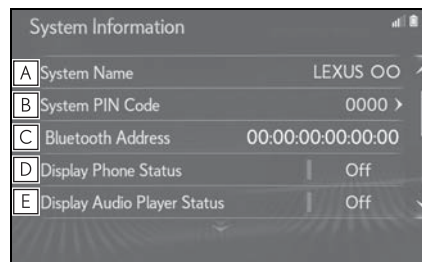 System Information
A System Name LEXUS OO
B System PIN Code 0000 >
C Bluetooth Address 00:00:00:00:00:00
D Display Phone Status Off
E Display Audio Player Status Off